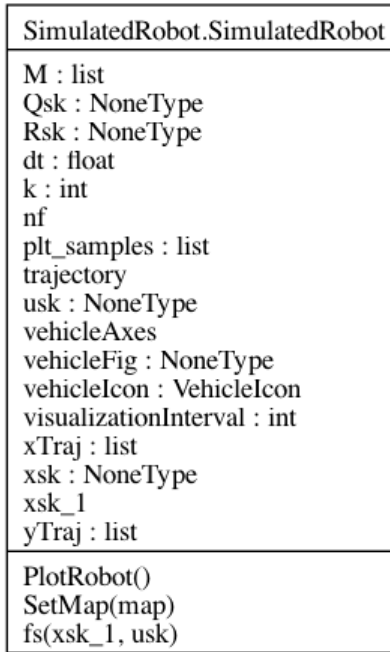 SimulatedRobot.SimulatedRobot
M : list
Qsk : NoneType
Rsk : NoneType
dt : float
k : int
nf
plt_samples : list
trajectory
usk : NoneType
vehicleAxes
vehicleFig : NoneType
vehicleIcon : VehicleIcon
visualizationInterval : int
xTraj : list
xsk : NoneType
xsk_1
yTraj : list
PlotRobot()
SetMap(map)
fs(xsk_1, usk)